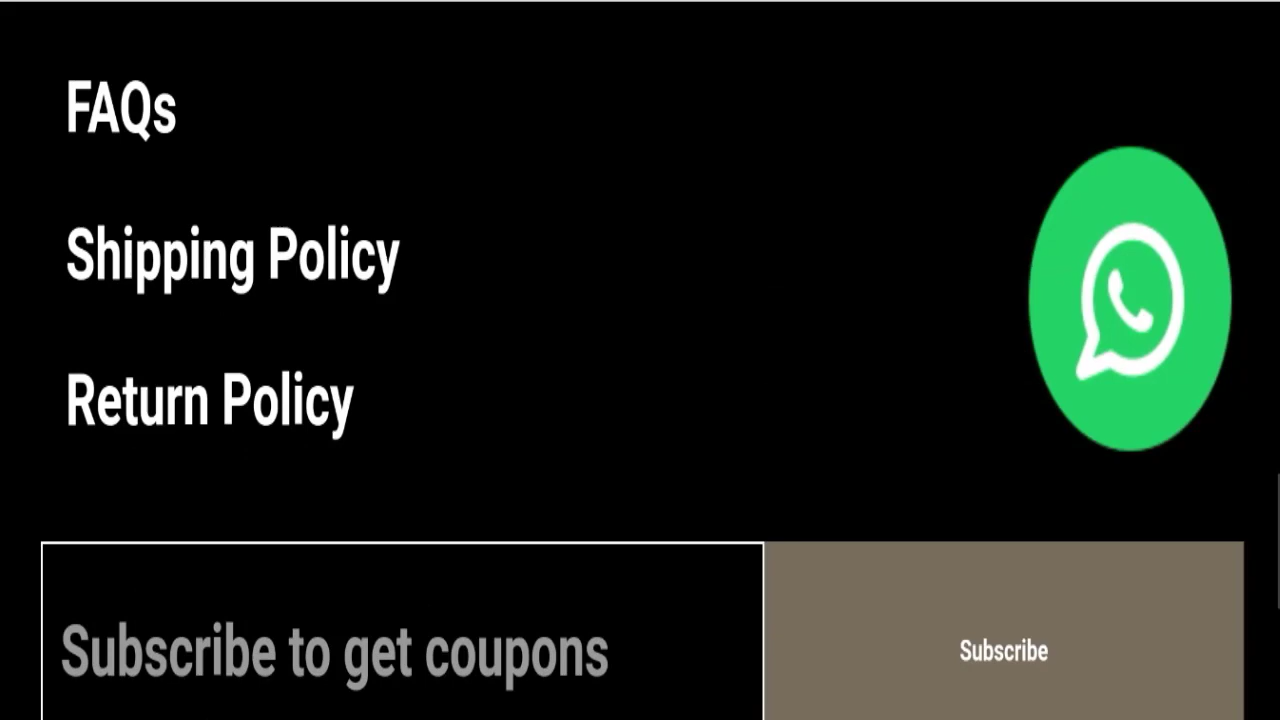 FAQs
Shipping Policy
Return Policy
Subscribe to get coupons
Subscribe